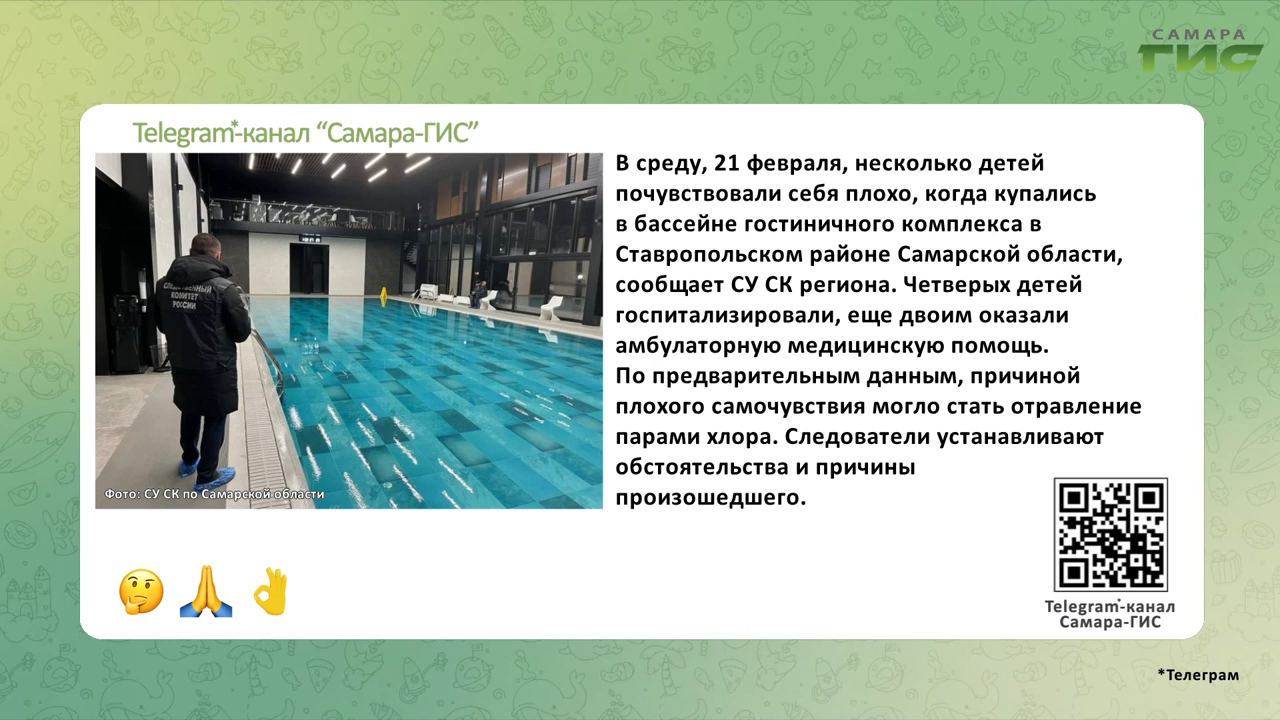 САМАРА
ГИС
Telegram*-канал “Самара-ГИС”
В среду, 21 февраля, несколько детей
почувствовали себя плохо, когда купались
в бассейне гостиничного комплекса в
Ставропольском районе Самарской области,
сообщает СУ СК региона. Четверых детей
госпитализировали, еще двоим оказали
амбулаторную медицинскую помощь.
По предварительным данным, причиной
плохого самочувствия могло стать отравление
парами хлора. Следователи устанавливают
обстоятельства и причины
произошедшего.
СЛЕДСТВЕННЫЙ
КОМИТЕТ
РОССИИ
Фото: СУ СК по Самарской области
Telegram*-канал
Самара-ГИС
*Телеграм